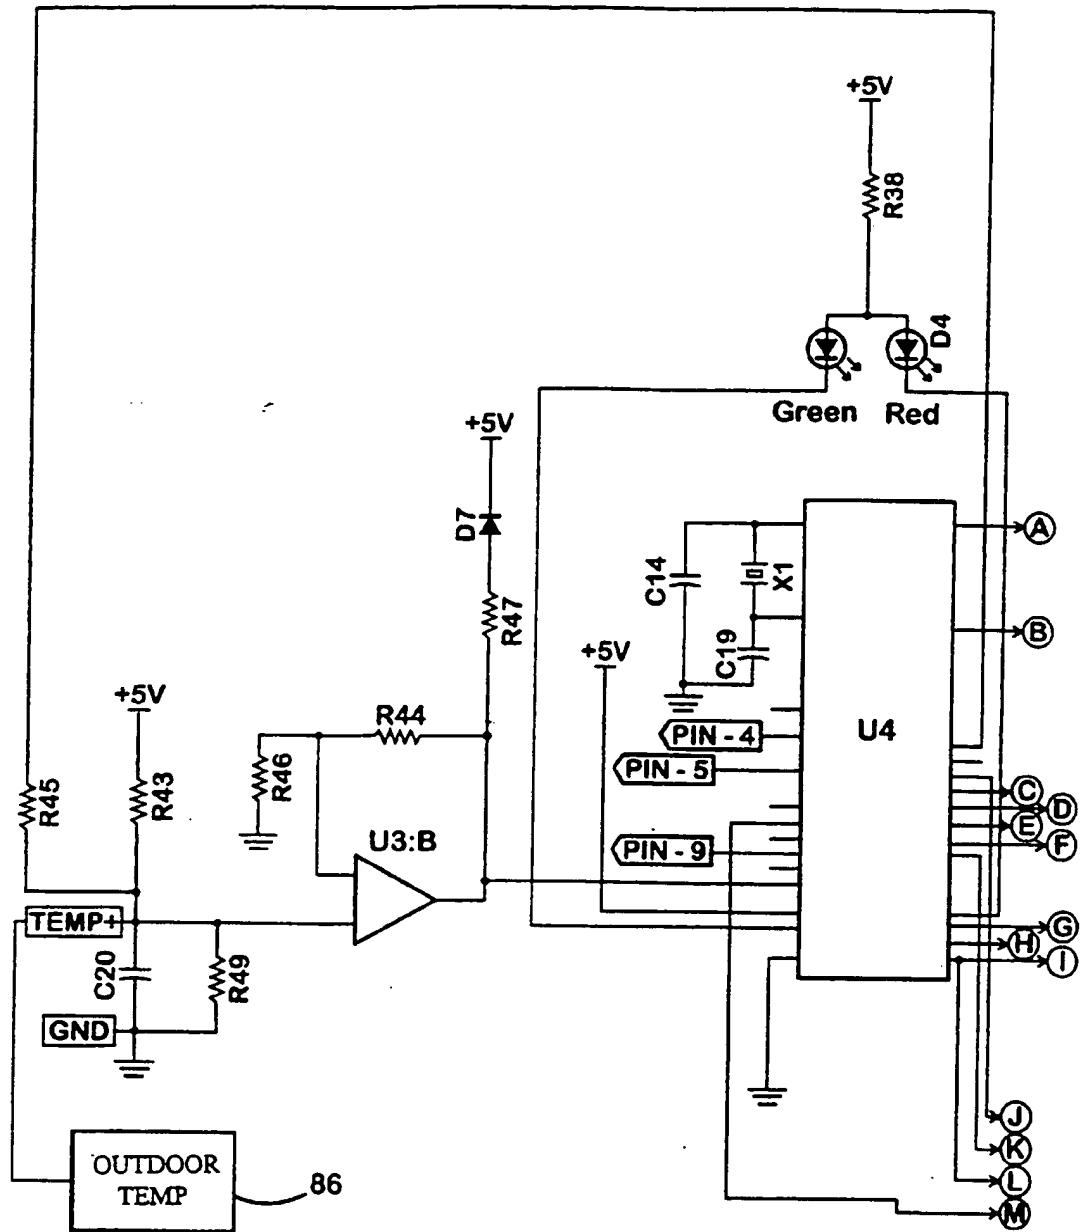 +5V
R38
D4
Green
Red
+5V
D7
R47
C14
X1
C19
+5V
A
B
U4
PIN - 4
PIN - 5
PIN - 9
+5V
R44
R46
R45
R43
U3:B
C
D
E
F
TEMP+
C20
R49
GND
G
H
I
J
K
L
M
OUTDOOR
TEMP
86